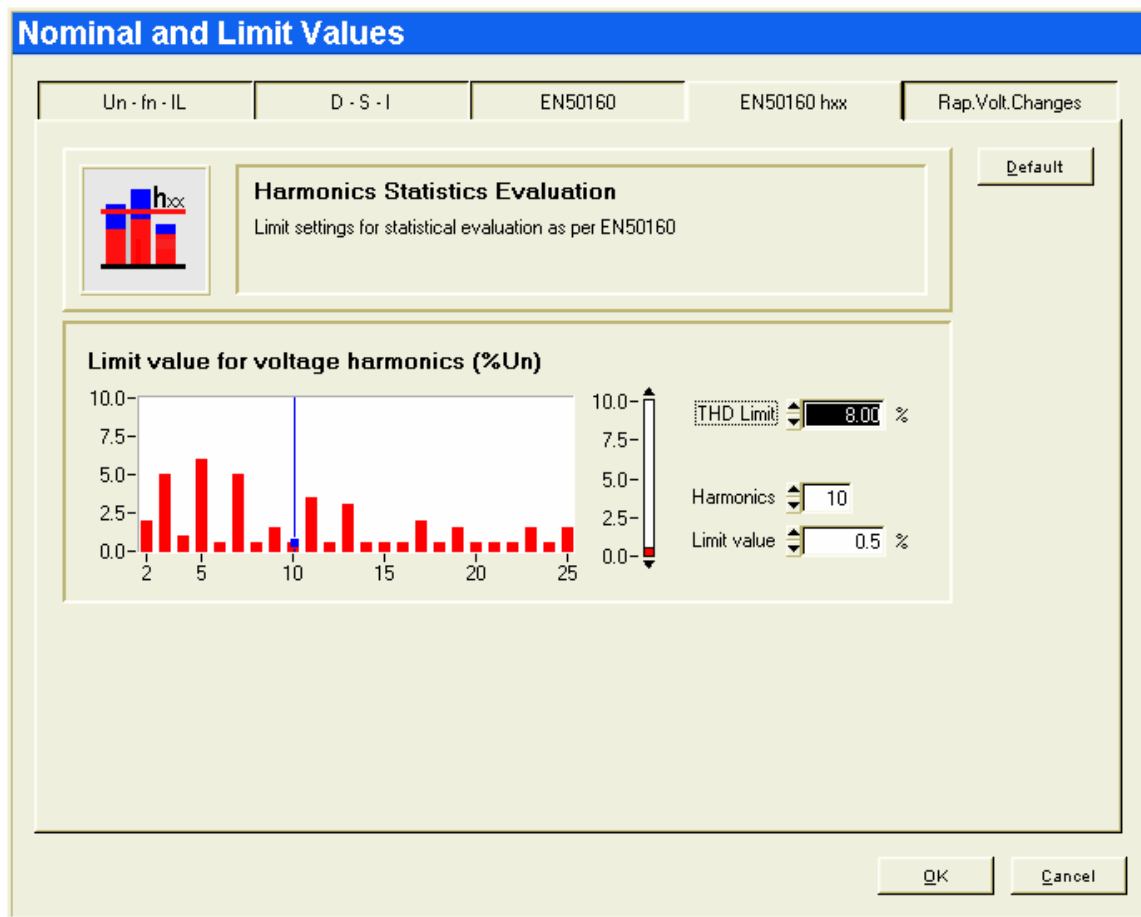 Nominal and Limit Values
Un - fn - IL
D - S - I
EN50160
EN50160 hxx
Rap.Volt.Changes
Default
hxx
Harmonics Statistics Evaluation
Limit settings for statistical evaluation as per EN50160
Limit value for voltage harmonics (%Un)
10.0
7.5
5.0
2.5
0.0
2 5 10 15 20 25
10.0
7.5
5.0
2.5
0.0
THD Limit 8.00 %
Harmonics 10
Limit value 0.5 %
OK
Cancel